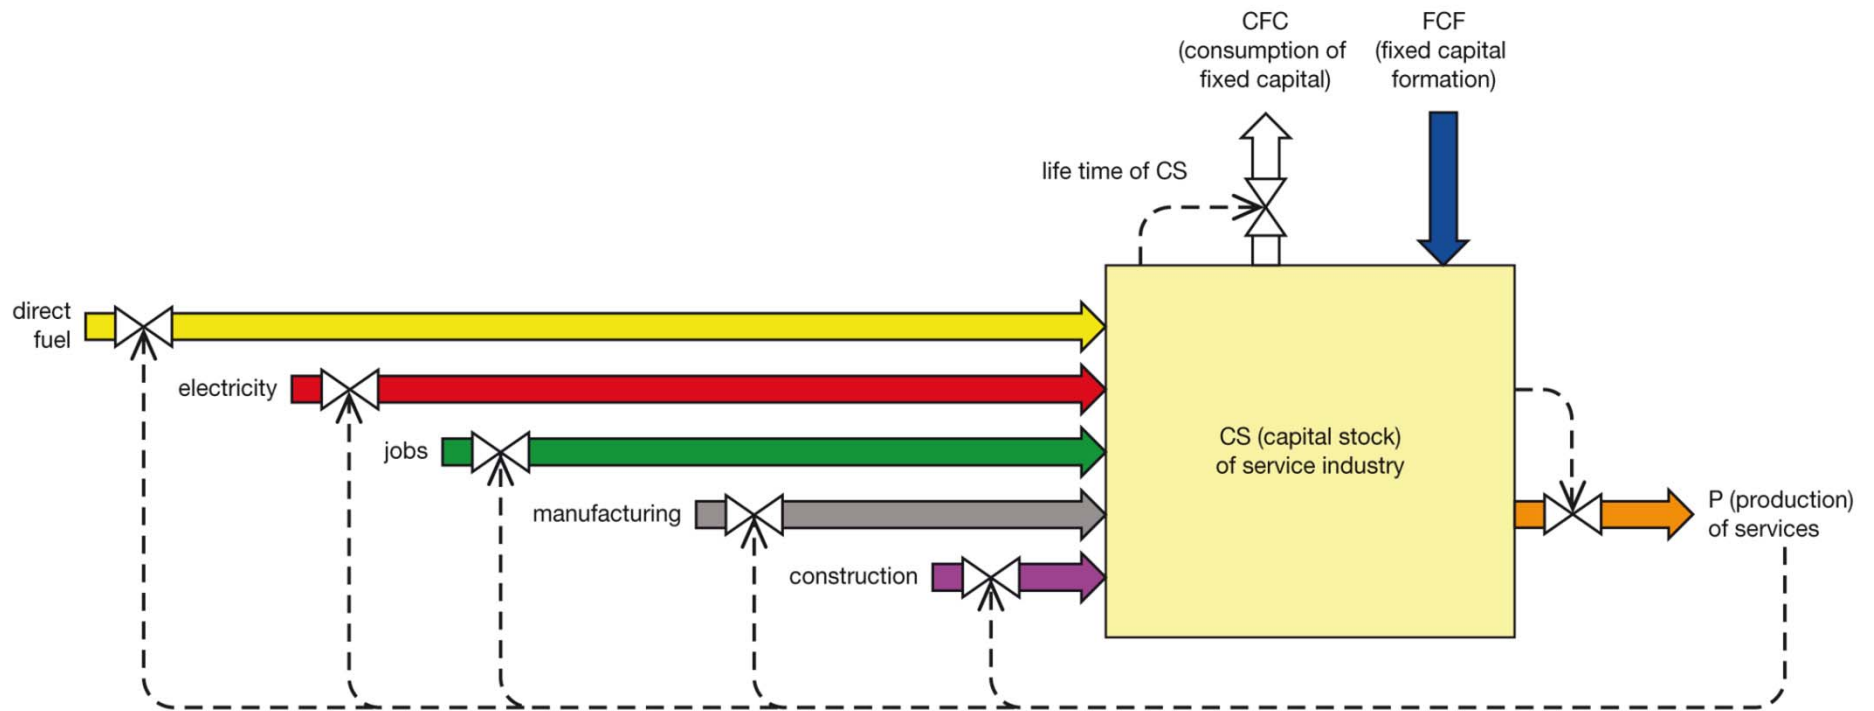 CFC
(consumption of
fixed capital)
FCF
(fixed capital
formation)
life time of CS
direct
fuel
electricity
jobs
manufacturing
construction
CS (capital stock)
of service industry
P (production)
of services